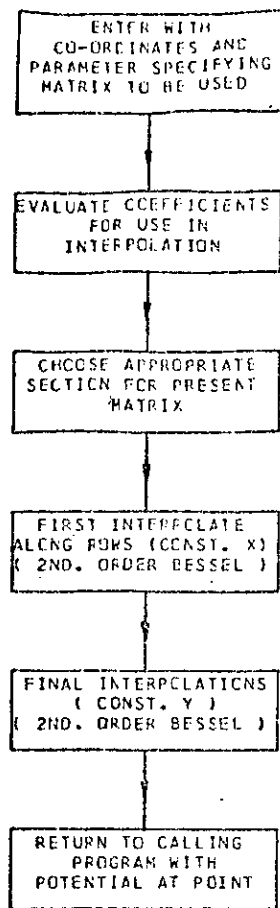 ENTER WITH
CO-ORDINATES AND
PARAMETER SPECIFYING
MATRIX TO BE USED
EVALUATE COEFFICIENTS
FOR USE IN
INTERPOLATION
CHOOSE APPROPRIATE
SECTION FOR PRESENT
MATRIX
FIRST INTERPOLATE
ALONG ROWS (CONST. X)
( 2ND. ORDER BESSEL )
FINAL INTERPOLATIONS
( CONST. Y )
( 2ND. ORDER BESSEL )
RETURN TO CALLING
PROGRAM WITH
POTENTIAL AT POINT